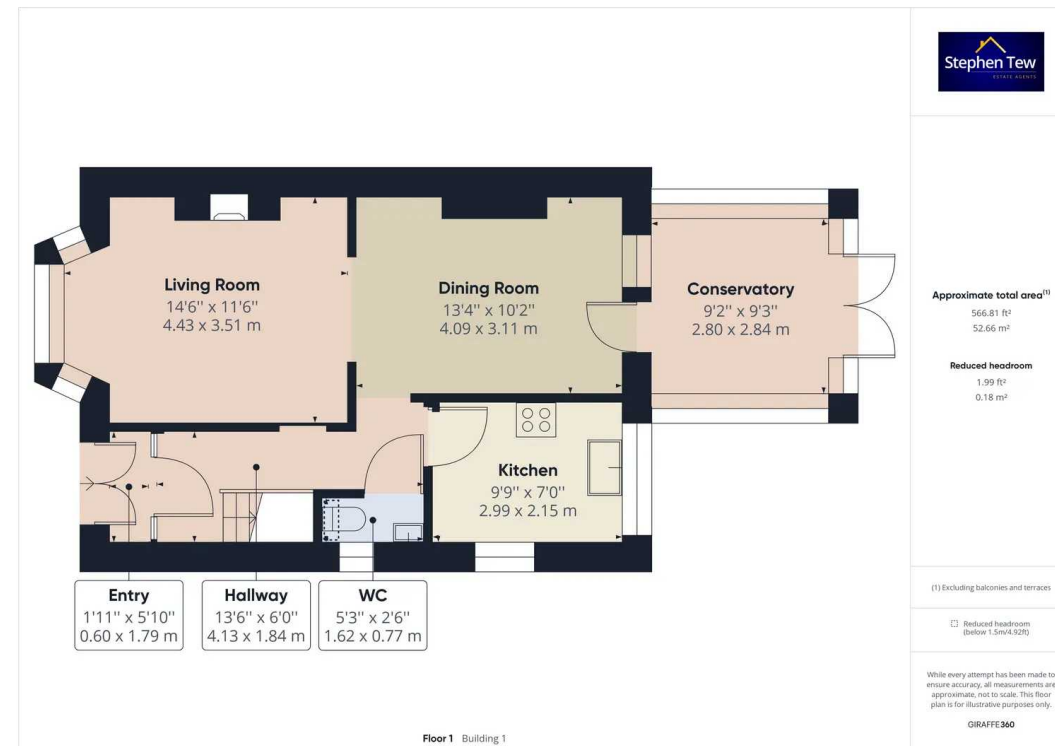 Stephen Tew
ESTATE AGENTS
Living Room
14'6" x 11'6"
4.43 x 3.51 m
Dining Room
13'4" x 10'2"
4.09 x 3.11 m
Conservatory
9'2" x 9'3"
2.80 x 2.84 m
Kitchen
9'9" x 7'0"
2.99 x 2.15 m
Entry
1'11" x 5'10"
0.60 x 1.79 m
Hallway
13'6" x 6'0"
4.13 x 1.84 m
WC
5'3" x 2'6"
1.62 x 0.77 m
Floor 1 Building 1
Approximate total area(1)
566.81 ft²
52.66 m²
Reduced headroom
1.99 ft²
0.18 m²
(1) Excluding balconies and terraces
Reduced headroom
(below 1.5m/4.92ft)
While every attempt has been made to
ensure accuracy, all measurements are
approximate, not to scale. This floor
plan is for illustrative purposes only.
GIRAFFE360